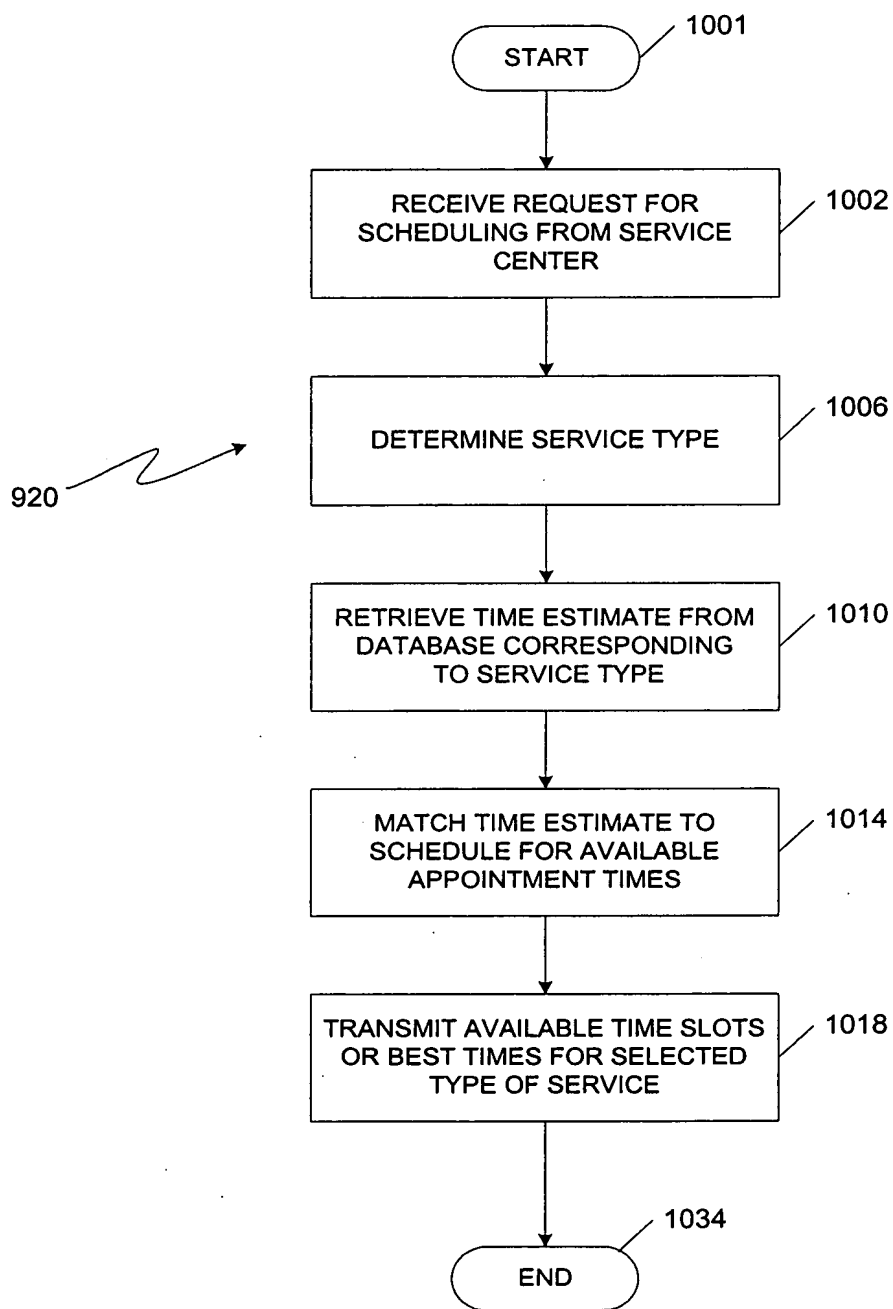 START
1001
RECEIVE REQUEST FOR
SCHEDULING FROM SERVICE
CENTER
1002
DETERMINE SERVICE TYPE
1006
920
RETRIEVE TIME ESTIMATE FROM
DATABASE CORRESPONDING
TO SERVICE TYPE
1010
MATCH TIME ESTIMATE TO
SCHEDULE FOR AVAILABLE
APPOINTMENT TIMES
1014
TRANSMIT AVAILABLE TIME SLOTS
OR BEST TIMES FOR SELECTED
TYPE OF SERVICE
1018
1034
END